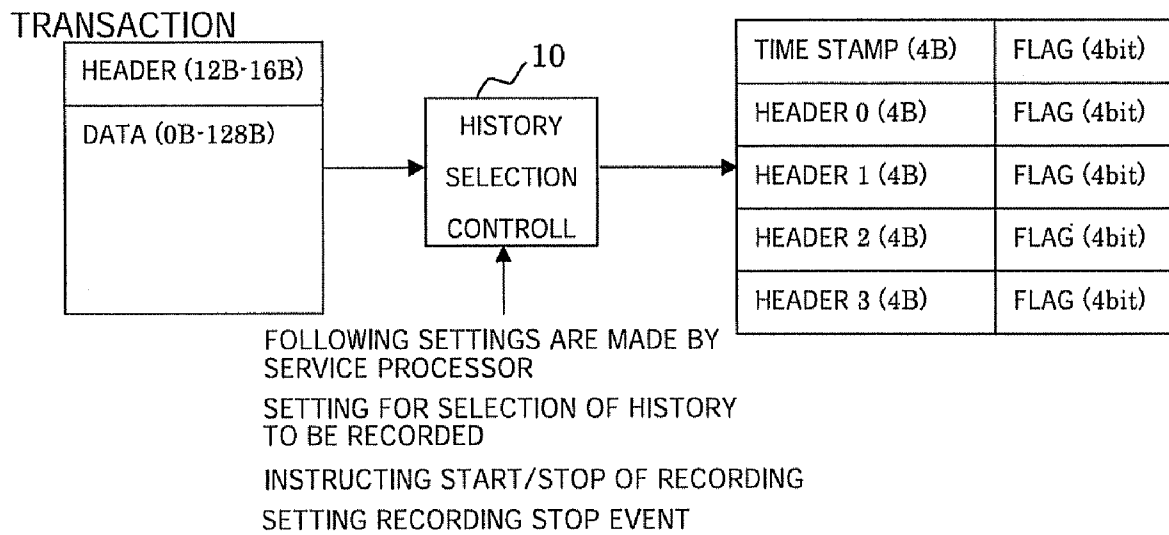 TRANSACTION
HEADER (12B-16B)
DATA (0B-128B)
10
HISTORY
SELECTION
CONTROLL
TIME STAMP (4B) FLAG (4bit)
HEADER 0 (4B) FLAG (4bit)
HEADER 1 (4B) FLAG (4bit)
HEADER 2 (4B) FLAG (4bit)
HEADER 3 (4B) FLAG (4bit)
FOLLOWING SETTINGS ARE MADE BY
SERVICE PROCESSOR
SETTING FOR SELECTION OF HISTORY
TO BE RECORDED
INSTRUCTING START/STOP OF RECORDING
SETTING RECORDING STOP EVENT